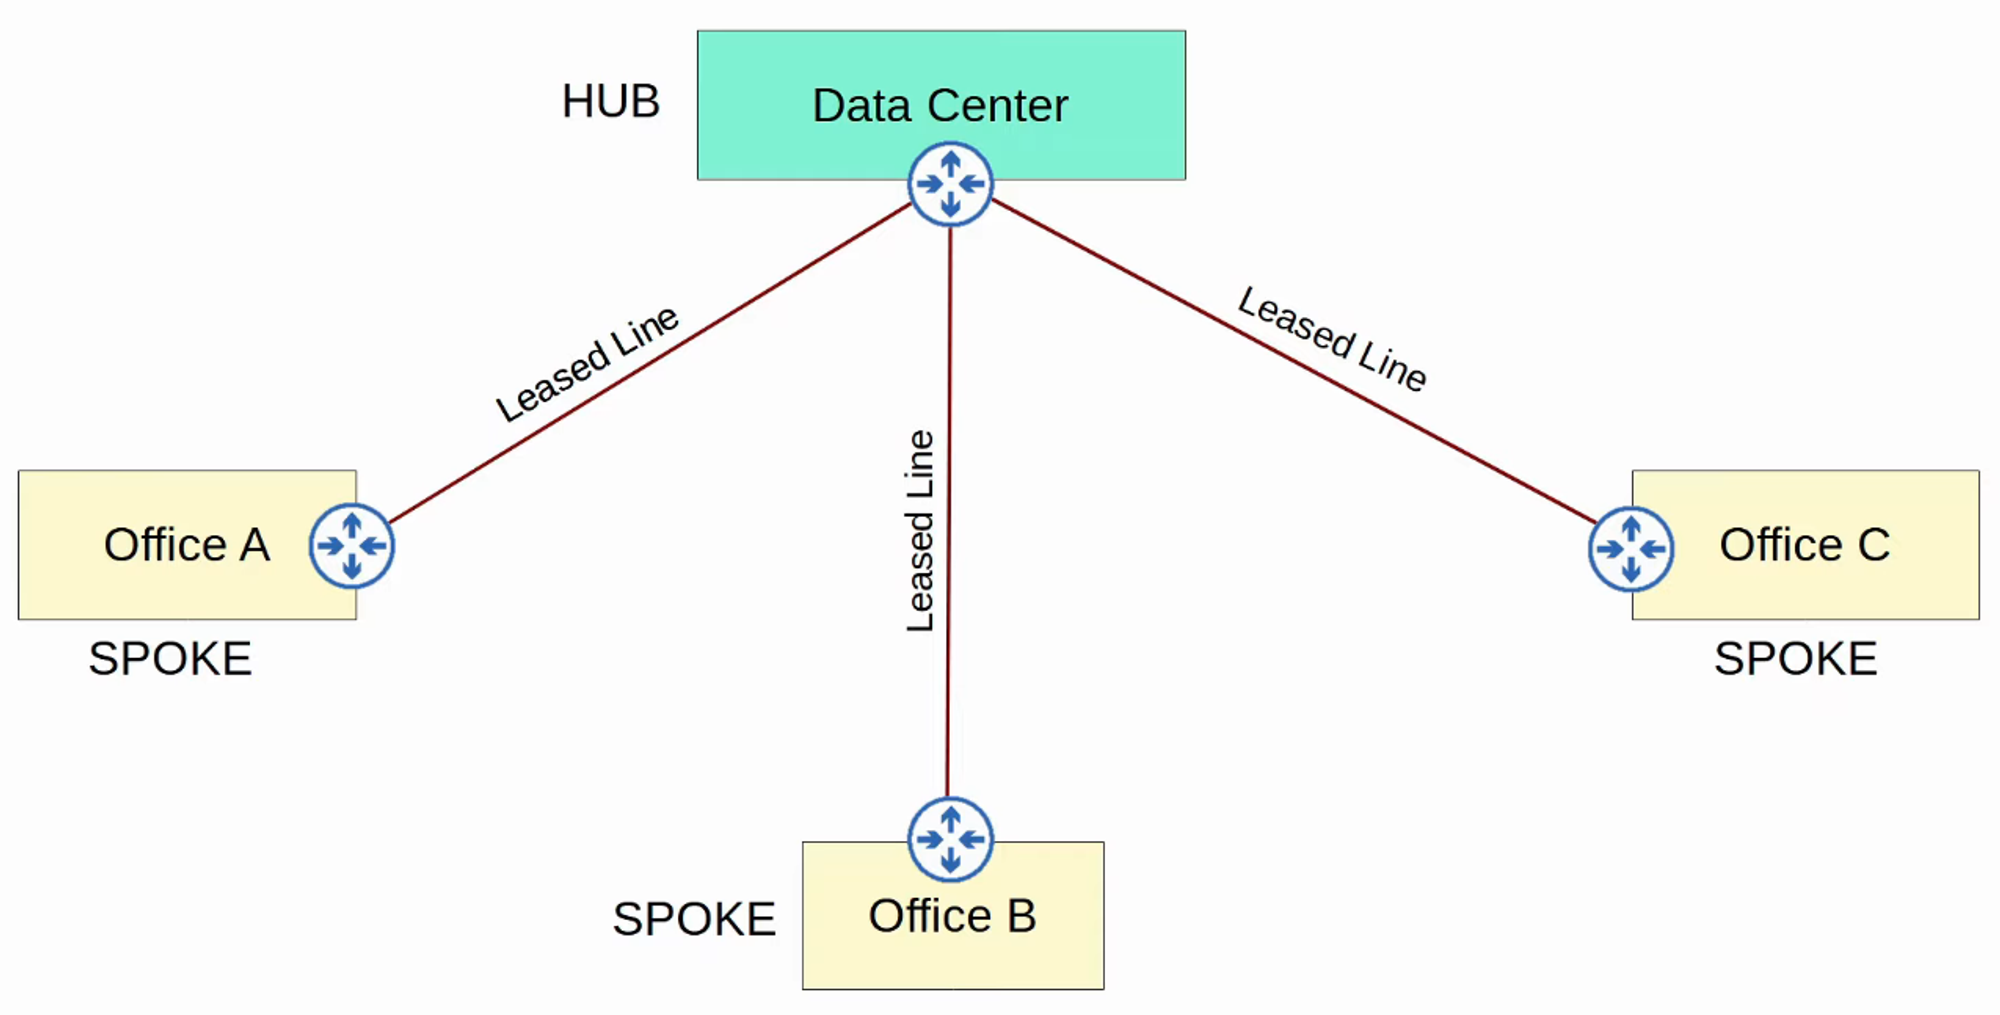 HUB
Data Center
Leased Line
Leased Line
Leased Line
Office A
Office C
SPOKE
SPOKE
SPOKE
Office B